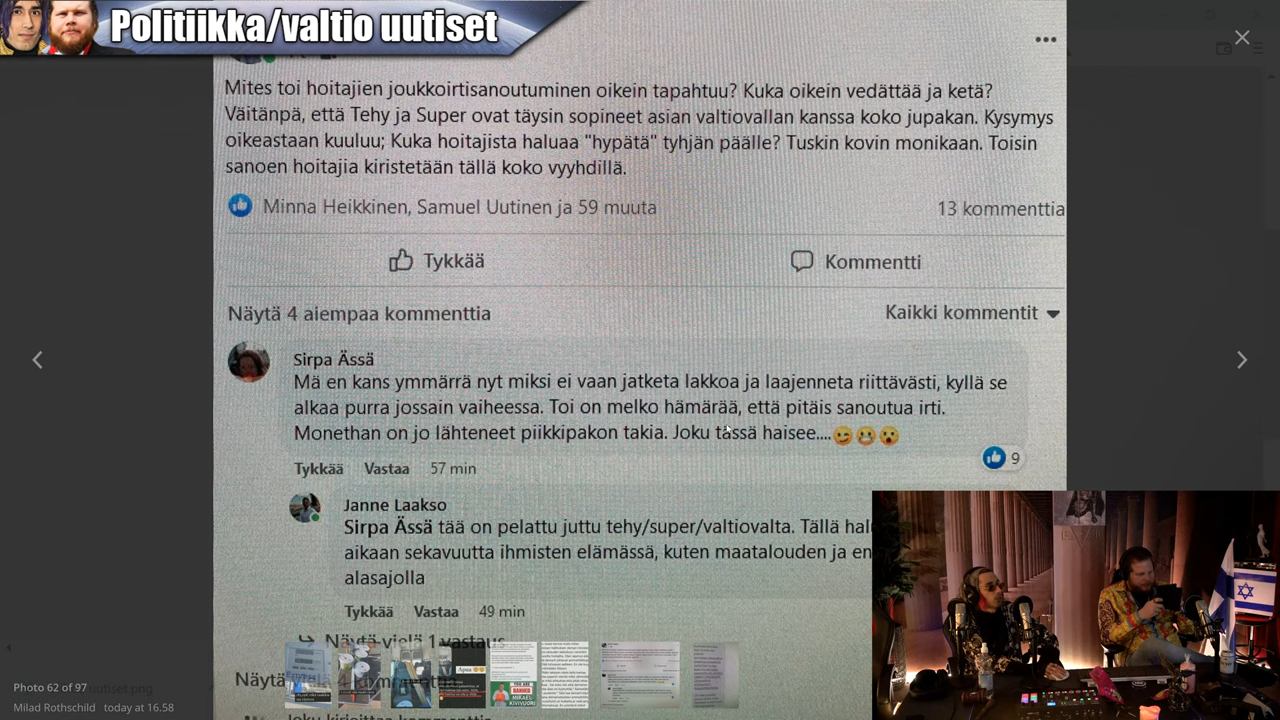 Politiikka/valtio uutiset
Mites toi hoitajien joukkoirtisanoutuminen oikein tapahtuu? Kuka oikein vedättää ja ketä?
Väitänpä, että Tehy ja Super ovat täysin sopineet asian valtiovallan kanssa koko jupakan. Kysymys
oikeastaan kuuluu; Kuka hoitajista haluaa "hypätä" tyhjän päälle? Tuskin kovin monikaan. Toisin
sanoen hoitajia kiristetään tällä koko vyyhdillä.
Minna Heikkinen, Samuel Uutinen ja 59 muuta
13 kommenttia
Tykkää
Kommentti
Näytä 4 aiempaa kommenttia
Kaikki kommentit
Sirpa Ässä
Mä en kans ymmärrä nyt miksi ei vaan jatketa lakkoa ja laajenneta riittävästi, kyllä se
alkaa purra jossain vaiheessa. Toi on melko hämärää, että pitäis sanoutua irti.
Monethan on jo lähteneet piikkipakon takia. Joku tässä haisee....
9
Tykkää Vastaa 57 min
Janne Laakso
Sirpa Ässä tää on pelattu juttu tehy/super/valtiovalta. Tällä
aikaan sekavuutta ihmisten elämässä, kuten maatalouden ja
alasajolla
Tykkää Vastaa 49 min
Näytä vielä 1 vastaus
Näytä
Photo 62 of 97
Milad Rothschild today at 16.58